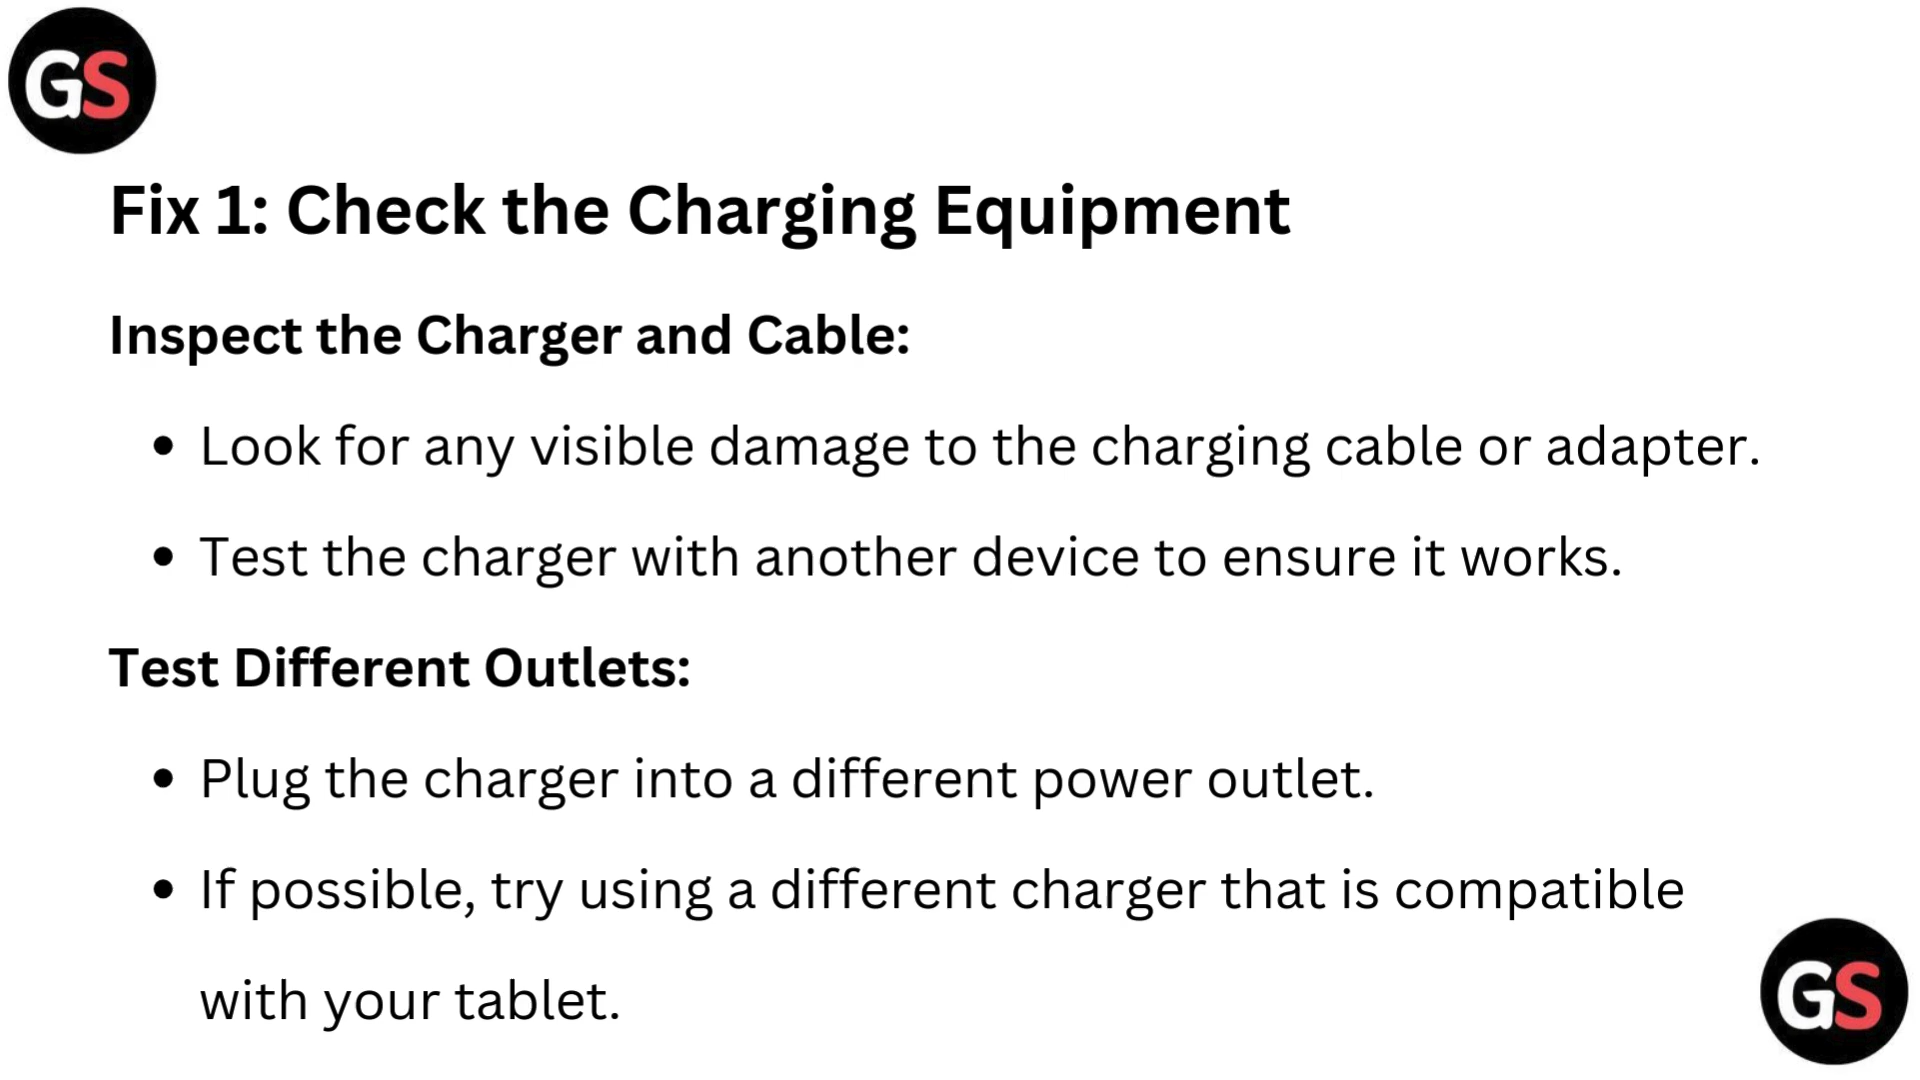 GS
Fix 1: Check the Charging Equipment
Inspect the Charger and Cable:
• Look for any visible damage to the charging cable or adapter.
• Test the charger with another device to ensure it works.
Test Different Outlets:
• Plug the charger into a different power outlet.
• If possible, try using a different charger that is compatible
with your tablet.
GS